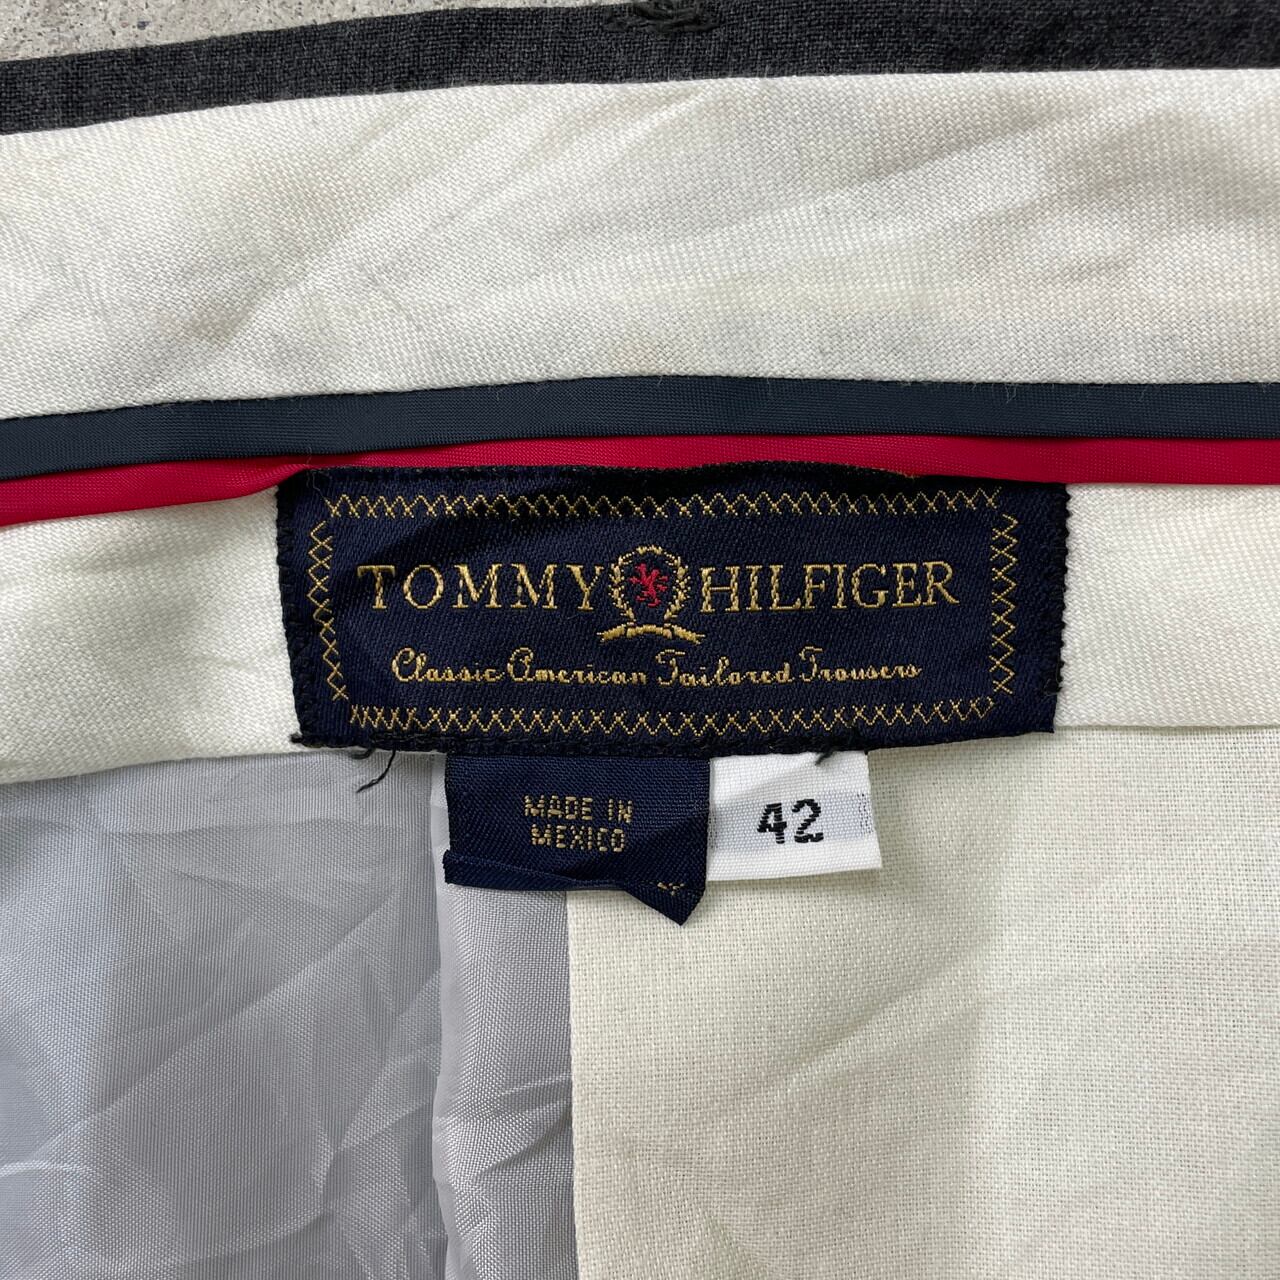 TOMMY HILFIGER
Classic American Tailored Trousers
MADE IN
MEXICO
42